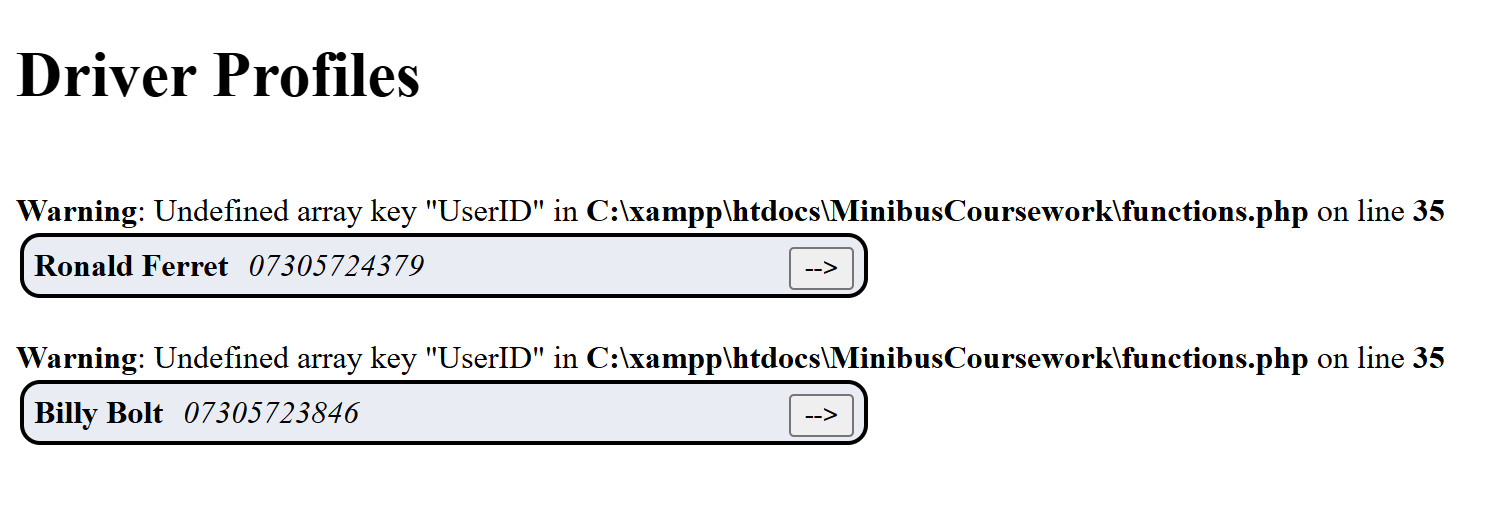 Driver Profiles
Warning: Undefined array key "UserID" in C:\xampp\htdocs\MinibusCoursework\functions.php on line 35
Ronald Ferret 07305724379 -->
Warning: Undefined array key "UserID" in C:\xampp\htdocs\MinibusCoursework\functions.php on line 35
Billy Bolt 07305723846 -->